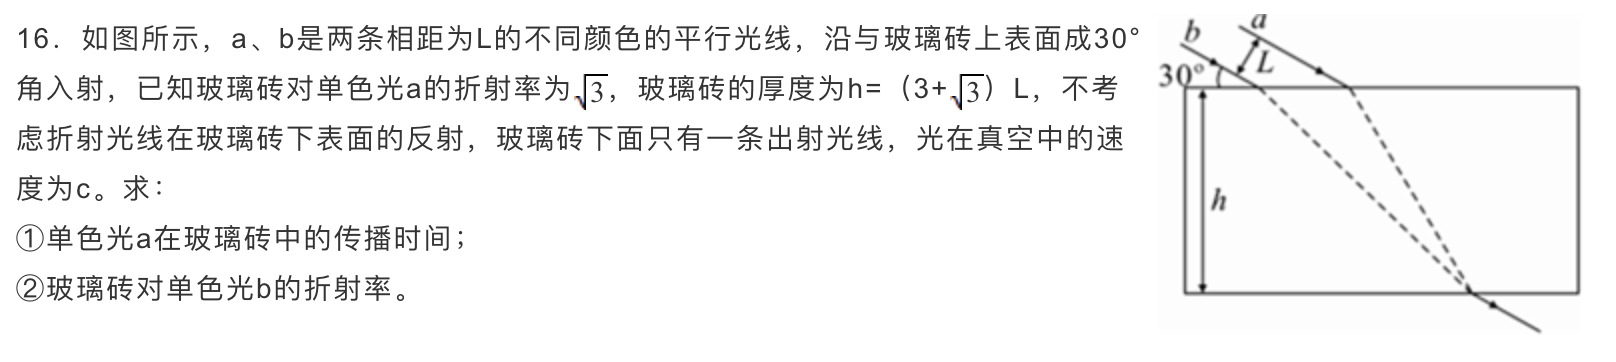 16．如图所示，a、b是两条相距为L的不同颜色的平行光线，沿与玻璃砖上表面成30°
角入射，已知玻璃砖对单色光a的折射率为√3，玻璃砖的厚度为h=（3+√3）L，不考
虑折射光线在玻璃砖下表面的反射，玻璃砖下面只有一条出射光线，光在真空中的速
度为c。求：
①单色光a在玻璃砖中的传播时间；
②玻璃砖对单色光b的折射率。
a
b
L
30°
h